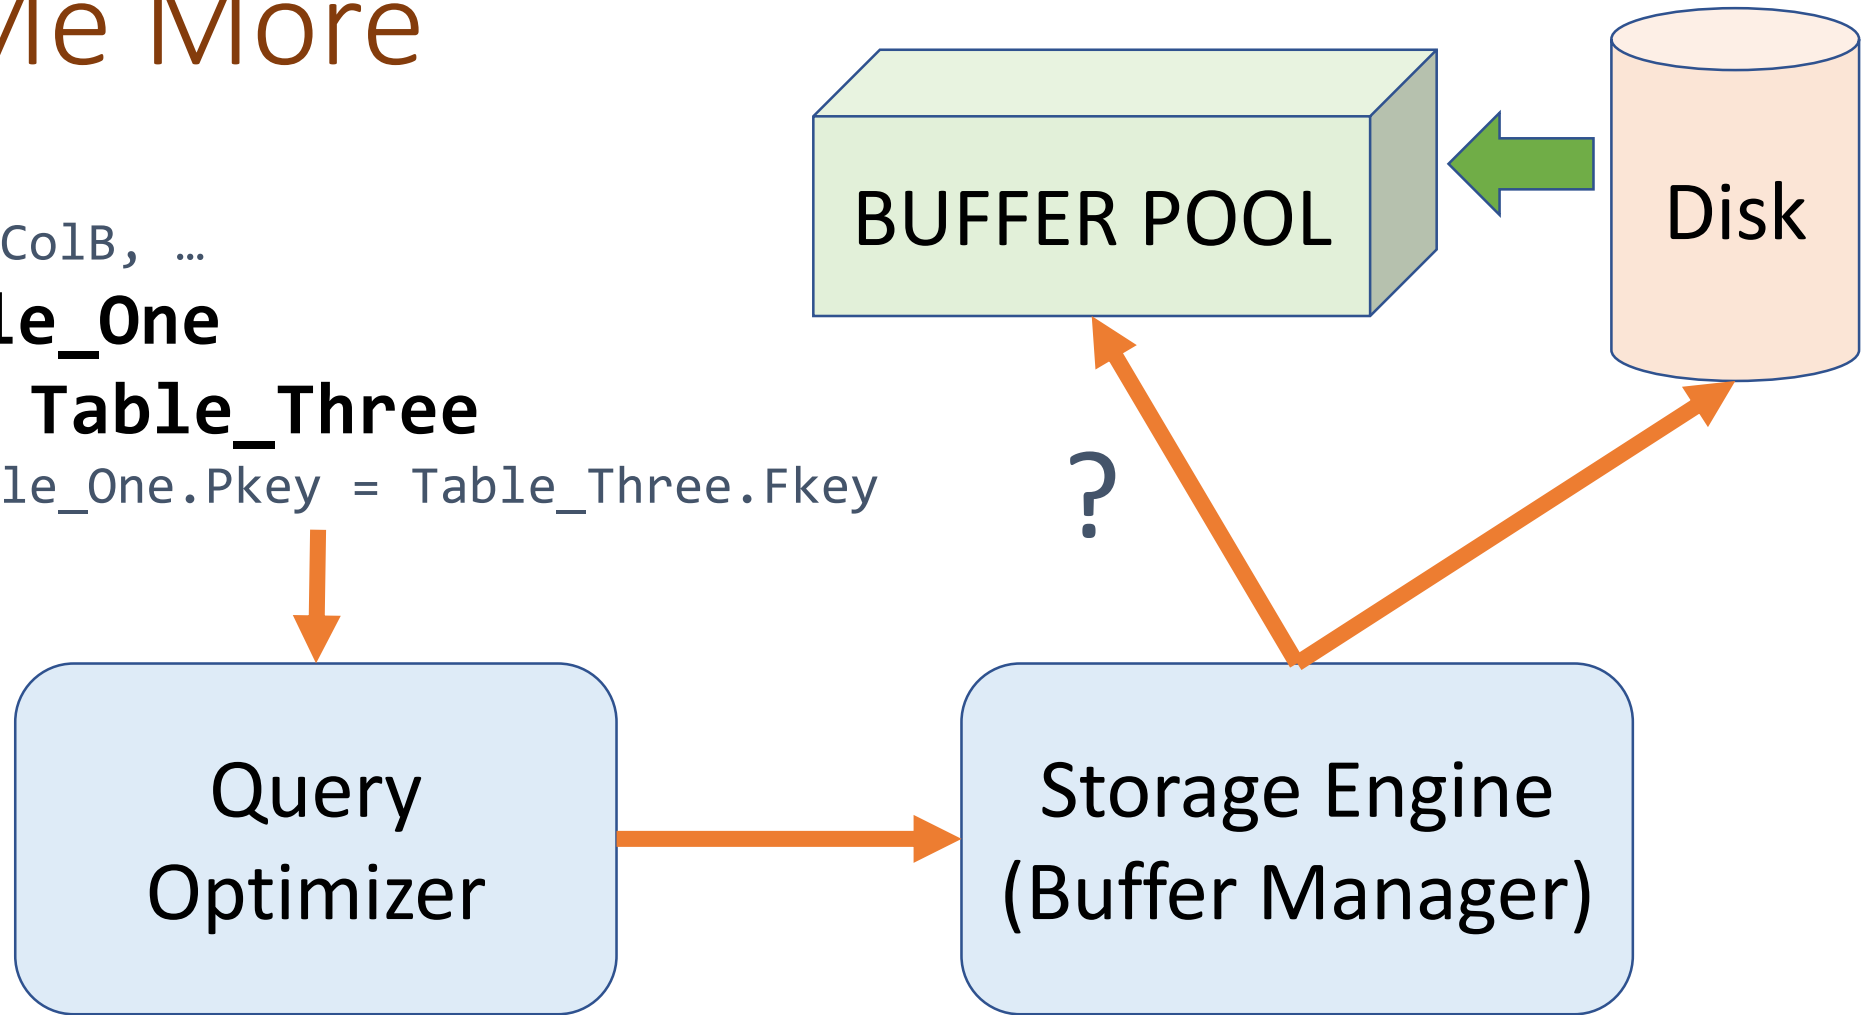 Me More
ColB, …
le_One
Table_Three
le_One.Pkey = Table_Three.Fkey
?
BUFFER POOL
Disk
Query
Optimizer
Storage Engine
(Buffer Manager)